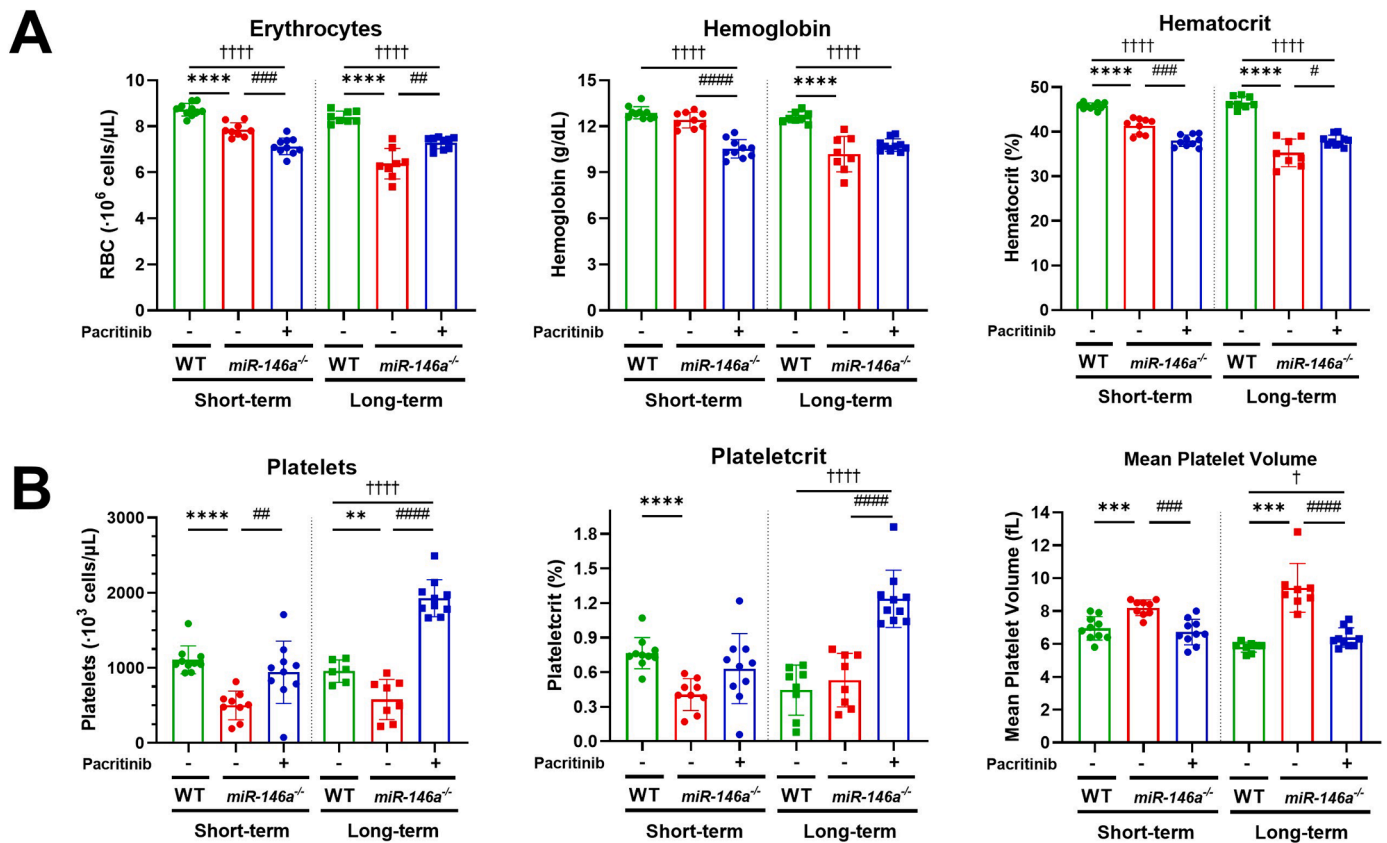 A
Erythrocytes
††††
††††
****
###
****
##
RBC (·10⁶ cells/µL)
10
8
6
4
2
0
Pacritinib
- - + - - +
WT miR-146a-/- WT miR-146a-/-
Short-term Long-term
Hemoglobin
††††
††††
####
****
Hemoglobin (g/dL)
15
12
9
6
3
0
Pacritinib
- - + - - +
WT miR-146a-/- WT miR-146a-/-
Short-term Long-term
Hematocrit
††††
††††
****
###
****
#
Hematocrit (%)
50
40
30
20
10
0
Pacritinib
- - + - - +
WT miR-146a-/- WT miR-146a-/-
Short-term Long-term
B
Platelets
††††
****
##
**
####
Platelets (·10³ cells/µL)
3000
2000
1000
0
Pacritinib
- - + - - +
WT miR-146a-/- WT miR-146a-/-
Short-term Long-term
Plateletcrit
††††
****
####
Plateletcrit (%)
1.8
1.5
1.2
0.9
0.6
0.3
0.0
Pacritinib
- - + - - +
WT miR-146a-/- WT miR-146a-/-
Short-term Long-term
Mean Platelet Volume
†
***
###
***
####
Mean Platelet Volume (fL)
14
12
10
8
6
4
2
0
Pacritinib
- - + - - +
WT miR-146a-/- WT miR-146a-/-
Short-term Long-term